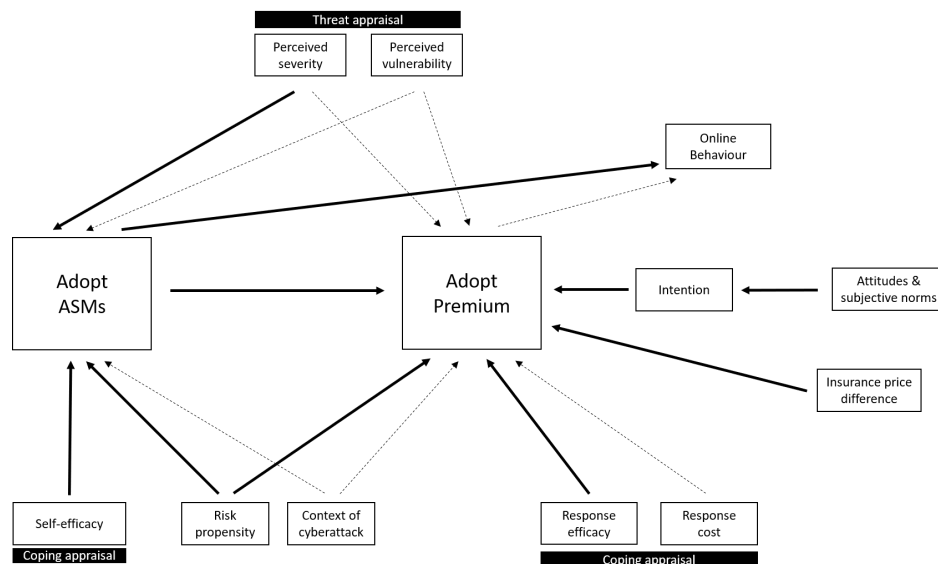 Threat appraisal
Perceived
severity
Perceived
vulnerability
Online
Behaviour
Adopt
ASMs
Adopt
Premium
Intention
Attitudes &
subjective norms
Insurance price
difference
Self-efficacy
Coping appraisal
Risk
propensity
Context of
cyberattack
Response
efficacy
Response
cost
Coping appraisal